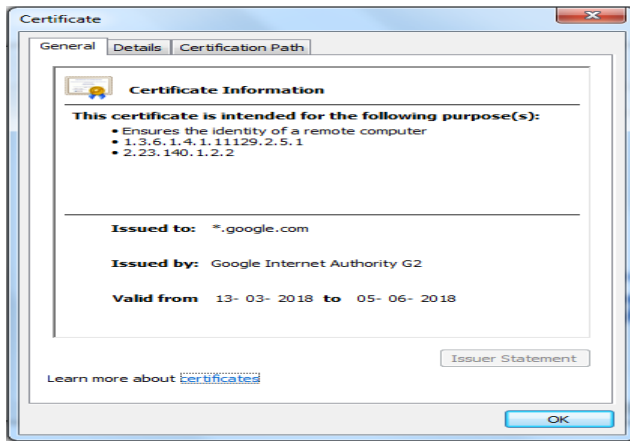 Certificate
General Details Certification Path
Certificate Information
This certificate is intended for the following purpose(s):
• Ensures the identity of a remote computer
• 1.3.6.1.4.1.11129.2.5.1
• 2.23.140.1.2.2
Issued to: *.google.com
Issued by: Google Internet Authority G2
Valid from 13- 03- 2018 to 05- 06- 2018
Issuer Statement
Learn more about certificates
OK